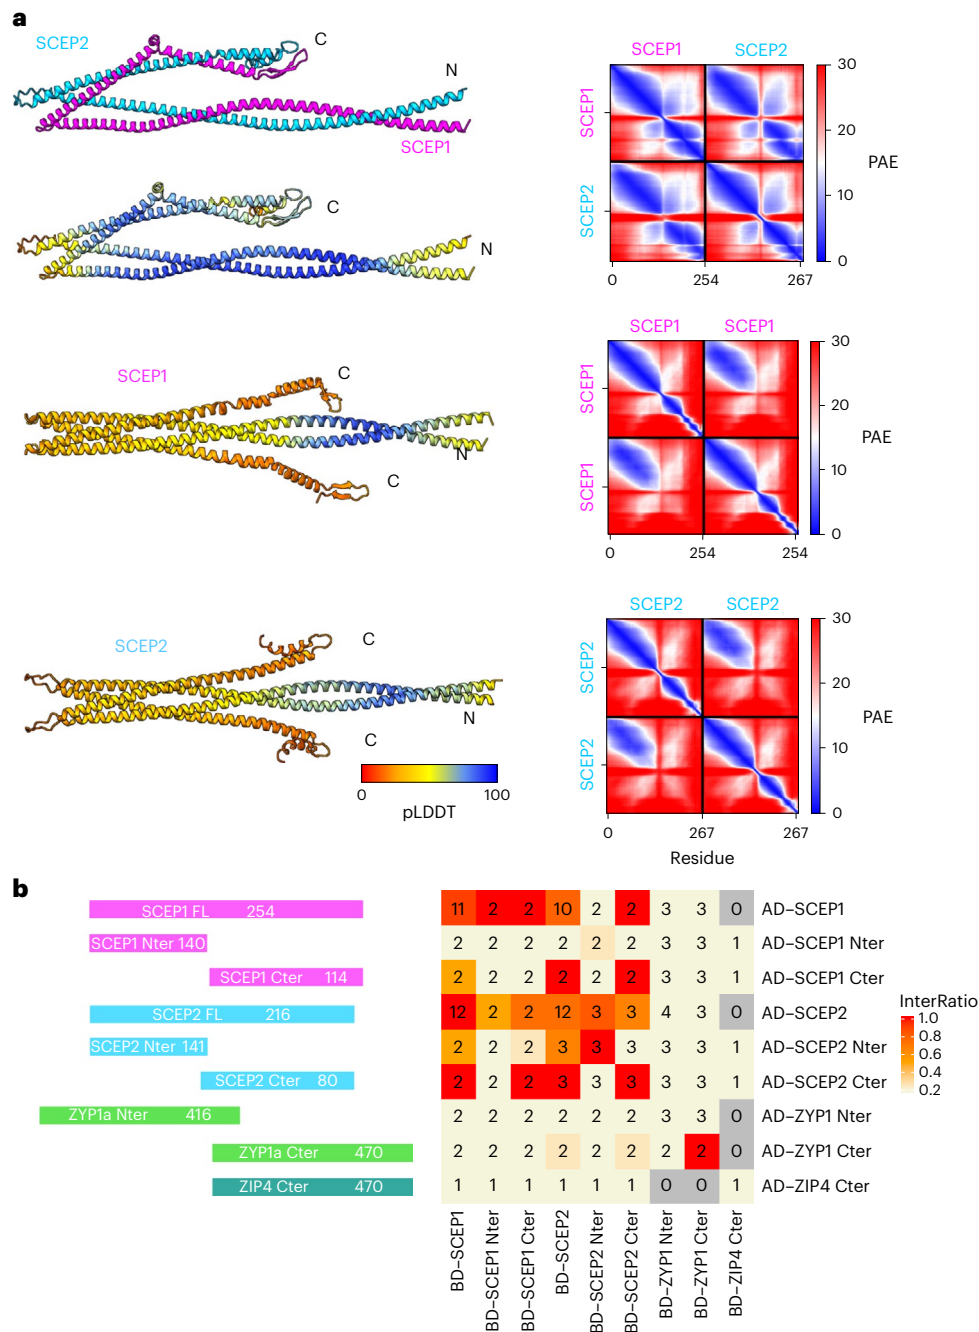 a
SCEP2
C
N
SCEP1
SCEP1 SCEP2
SCEP1
SCEP2
30
20
PAE
10
0
0 254 267
C
N
SCEP1
C
N
C
SCEP1 SCEP1
SCEP1
SCEP1
30
20
PAE
10
0
0 254 254
SCEP2
C
N
C
0 100
pLDDT
SCEP2 SCEP2
SCEP2
SCEP2
30
20
PAE
10
0
0 267 267
Residue
b
SCEP1 FL 254
SCEP1 Nter 140
SCEP1 Cter 114
SCEP2 FL 216
SCEP2 Nter 141
SCEP2 Cter 80
ZYP1a Nter 416
ZYP1a Cter 470
ZIP4 Cter 470
11 2 2 10 2 2 3 3 0 AD–SCEP1
2 2 2 2 2 2 3 3 1 AD–SCEP1 Nter
2 2 2 2 2 2 3 3 1 AD–SCEP1 Cter
12 2 2 12 3 3 4 3 0 AD–SCEP2
2 2 2 3 3 3 3 3 1 AD–SCEP2 Nter
2 2 2 3 3 3 3 3 1 AD–SCEP2 Cter
2 2 2 2 2 2 3 3 0 AD–ZYP1 Nter
2 2 2 2 2 2 2 2 0 AD–ZYP1 Cter
1 1 1 1 1 1 0 0 1 AD–ZIP4 Cter
BD–SCEP1
BD–SCEP1 Nter
BD–SCEP1 Cter
BD–SCEP2
BD–SCEP2 Nter
BD–SCEP2 Cter
BD–ZYP1 Nter
BD–ZYP1 Cter
BD–ZIP4 Cter
InterRatio
1.0
0.8
0.6
0.4
0.2